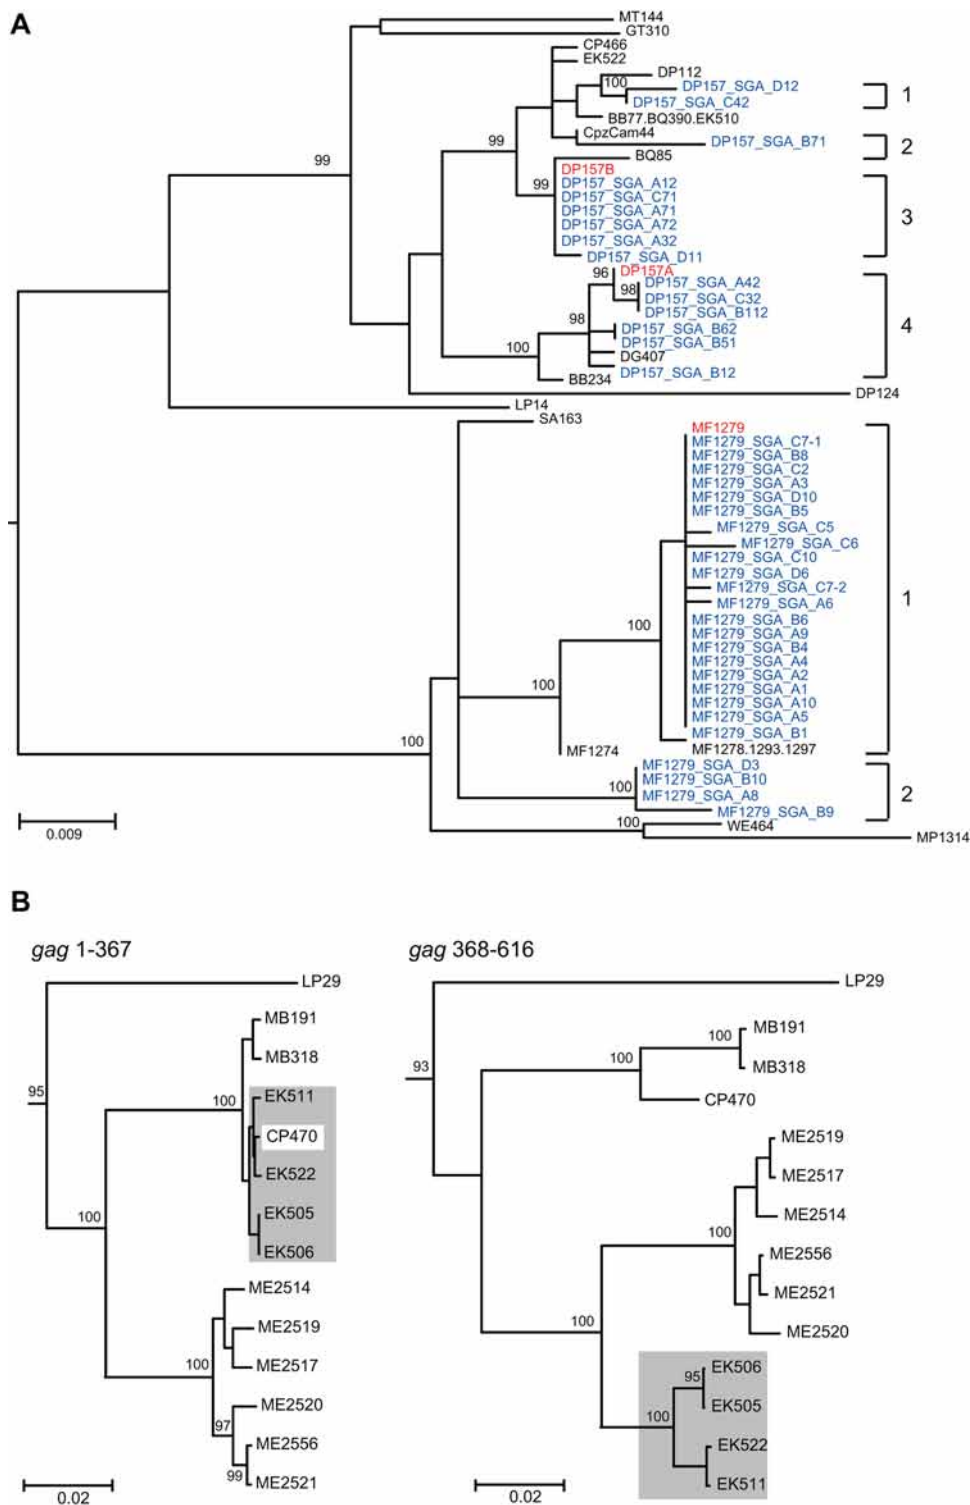 A
MT144
GT310
CP466
EK522
DP112
100
DP157_SGA_D12
DP157_SGA_C42
1
BB77.BQ390.EK510
CpzCam44
DP157_SGA_B71
2
99
99
BQ85
DP157B
99
DP157_SGA_A12
DP157_SGA_C71
DP157_SGA_A71
DP157_SGA_A72
DP157_SGA_A32
DP157_SGA_D11
3
96
DP157A
98
DP157_SGA_A42
DP157_SGA_C32
DP157_SGA_B112
98
DP157_SGA_B62
DP157_SGA_B51
100
DG407
DP157_SGA_B12
BB234
4
DP124
LP14
SA163
MF1279
MF1279_SGA_C7-1
MF1279_SGA_B8
MF1279_SGA_C2
MF1279_SGA_A3
MF1279_SGA_D10
MF1279_SGA_B5
MF1279_SGA_C5
MF1279_SGA_C6
MF1279_SGA_C10
MF1279_SGA_D6
MF1279_SGA_C7-2
MF1279_SGA_A6
1
MF1279_SGA_B6
100
MF1279_SGA_A9
MF1279_SGA_B4
MF1279_SGA_A4
MF1279_SGA_A2
MF1279_SGA_A1
100
MF1279_SGA_A10
MF1279_SGA_A5
MF1279_SGA_B1
100
MF1274
MF1278.1293.1297
MF1279_SGA_D3
MF1279_SGA_B10
100
MF1279_SGA_A8
MF1279_SGA_B9
2
100
WE464
MP1314
0.009
B
gag 1-367
LP29
MB191
MB318
95
100
EK511
CP470
EK522
100
EK505
EK506
ME2514
ME2519
100
ME2517
ME2520
97
ME2556
99
ME2521
0.02
gag 368-616
LP29
93
100
100
MB191
MB318
CP470
ME2519
ME2517
ME2514
100
ME2556
ME2521
100
ME2520
EK506
95
EK505
100
EK522
EK511
0.02